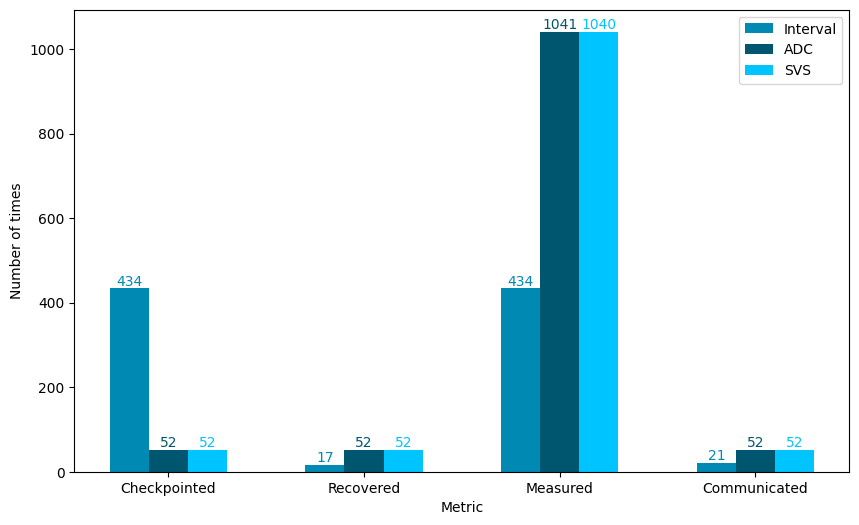 1041 1040
Interval
ADC
SVS
1000
800
600
400
200
0
Number of times
434
52
52
17
52
52
434
21
52
52
Checkpointed
Recovered
Measured
Communicated
Metric